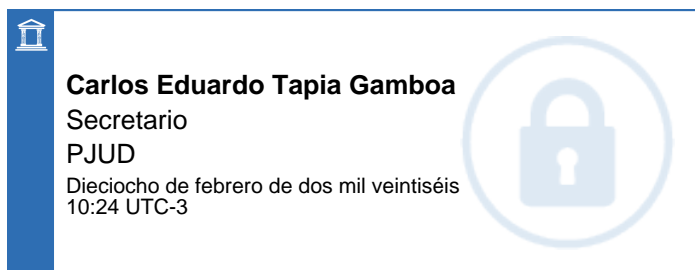 Carlos Eduardo Tapia Gamboa
Secretario
PJUD
Dieciocho de febrero de dos mil veintiséis
10:24 UTC-3